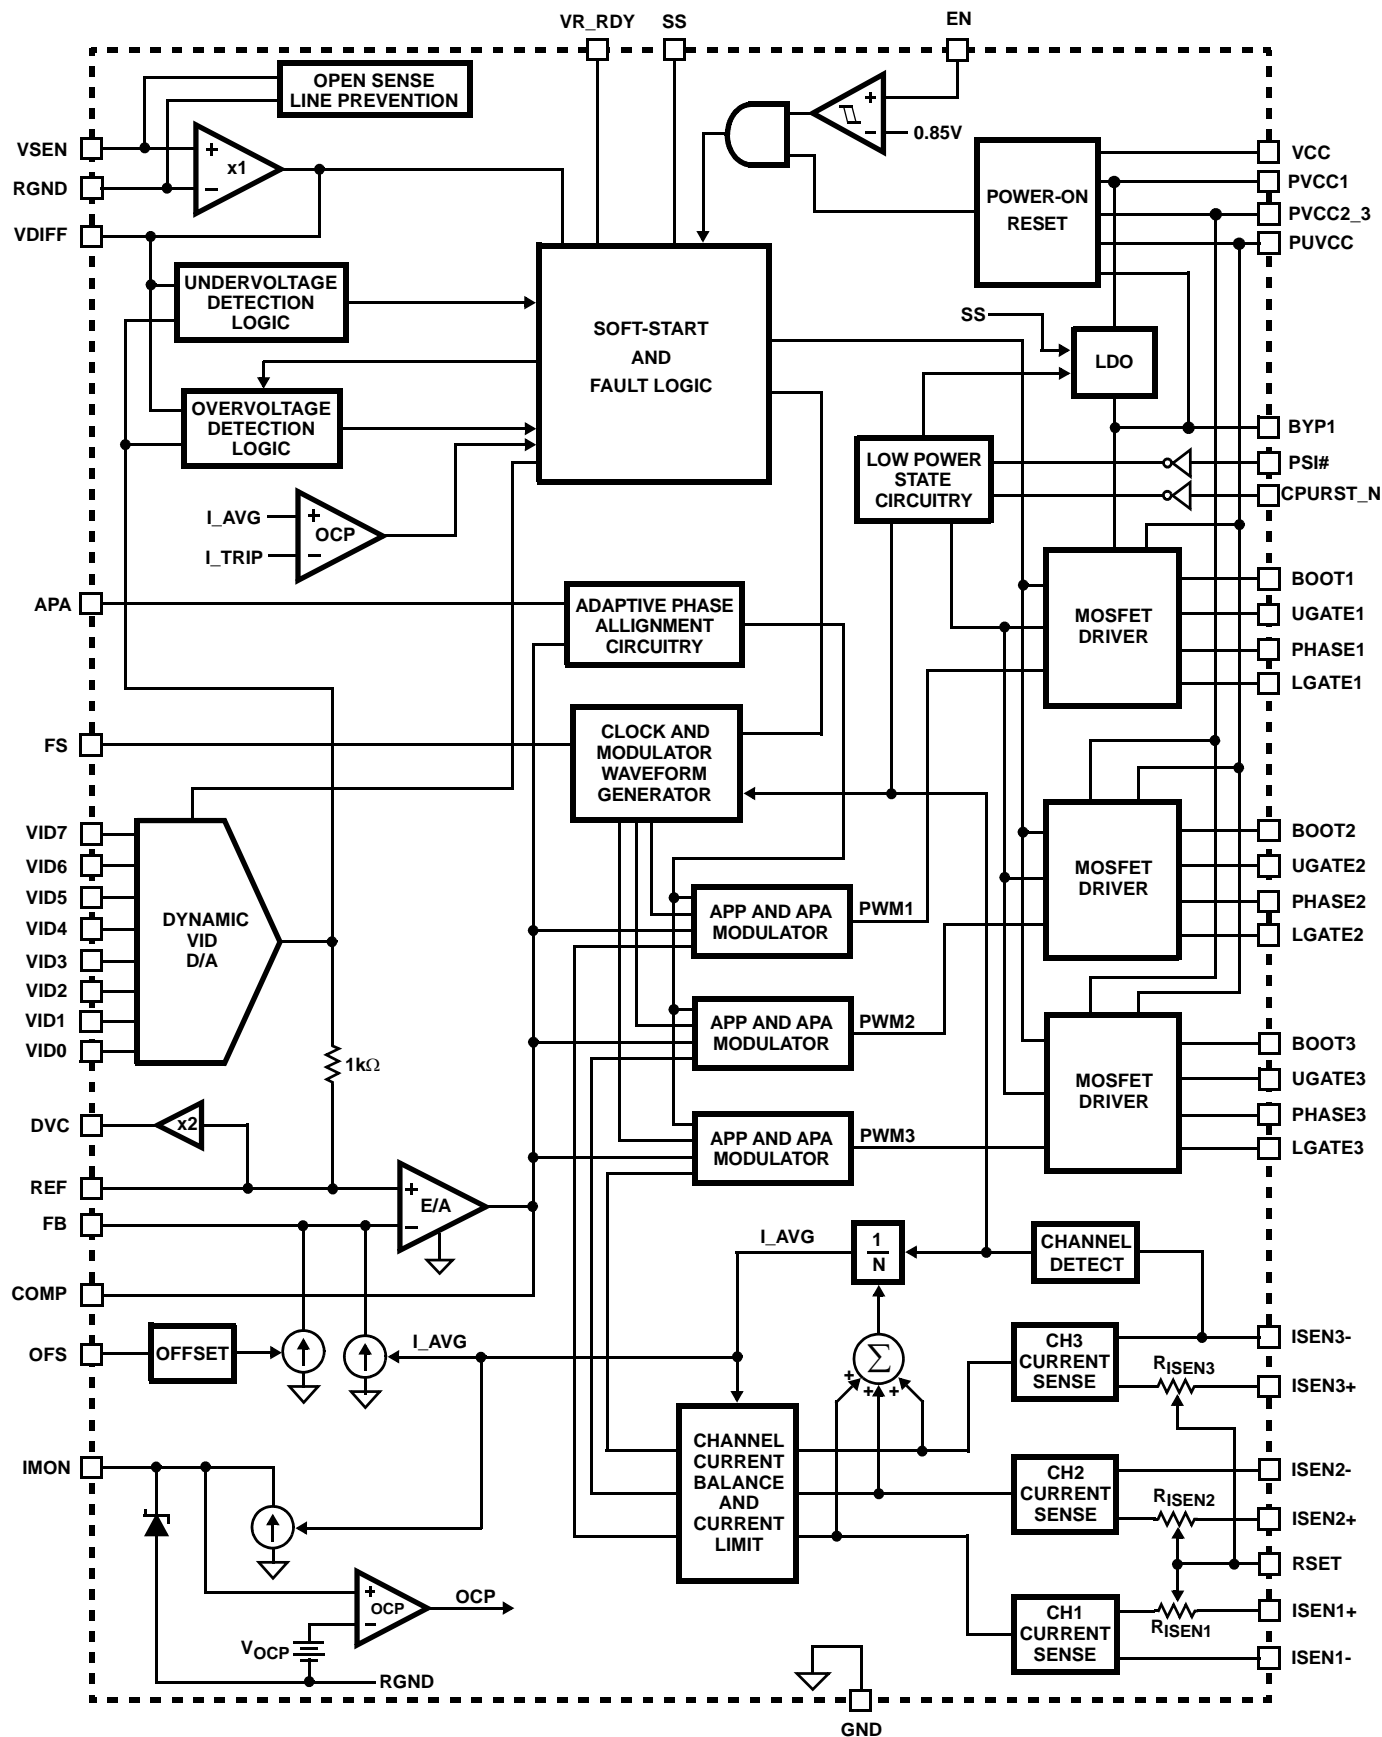 VR_RDY
SS
EN
OPEN SENSE
LINE PREVENTION
+
−
0.85V
VSEN
RGND
VDIFF
+
x1
−
POWER-ON
RESET
VCC
PVCC1
PVCC2_3
PUVCC
UNDERVOLTAGE
DETECTION
LOGIC
SOFT-START
AND
FAULT LOGIC
SS
LDO
OVERVOLTAGE
DETECTION
LOGIC
BYP1
PSI#
CPURST_N
LOW POWER
STATE
CIRCUITRY
I_AVG
I_TRIP
+
OCP
−
APA
ADAPTIVE PHASE
ALLIGNMENT
CIRCUITRY
MOSFET
DRIVER
BOOT1
UGATE1
PHASE1
LGATE1
FS
CLOCK AND
MODULATOR
WAVEFORM
GENERATOR
VID7
VID6
VID5
VID4
VID3
VID2
VID1
VID0
DYNAMIC
VID
D/A
MOSFET
DRIVER
BOOT2
UGATE2
PHASE2
LGATE2
APP AND APA
MODULATOR
PWM1
APP AND APA
MODULATOR
PWM2
APP AND APA
MODULATOR
PWM3
1kΩ
MOSFET
DRIVER
BOOT3
UGATE3
PHASE3
LGATE3
DVC
x2
REF
FB
+
E/A
−
COMP
I_AVG
1
N
CHANNEL
DETECT
OFS
OFFSET
I_AVG
Σ
+
+
+
CH3
CURRENT
SENSE
RISEN3
ISEN3-
ISEN3+
CHANNEL
CURRENT
BALANCE
AND
CURRENT
LIMIT
IMON
CH2
CURRENT
SENSE
RISEN2
ISEN2-
ISEN2+
RSET
+
OCP
−
OCP
VOCP
RGND
CH1
CURRENT
SENSE
RISEN1
ISEN1+
ISEN1-
GND